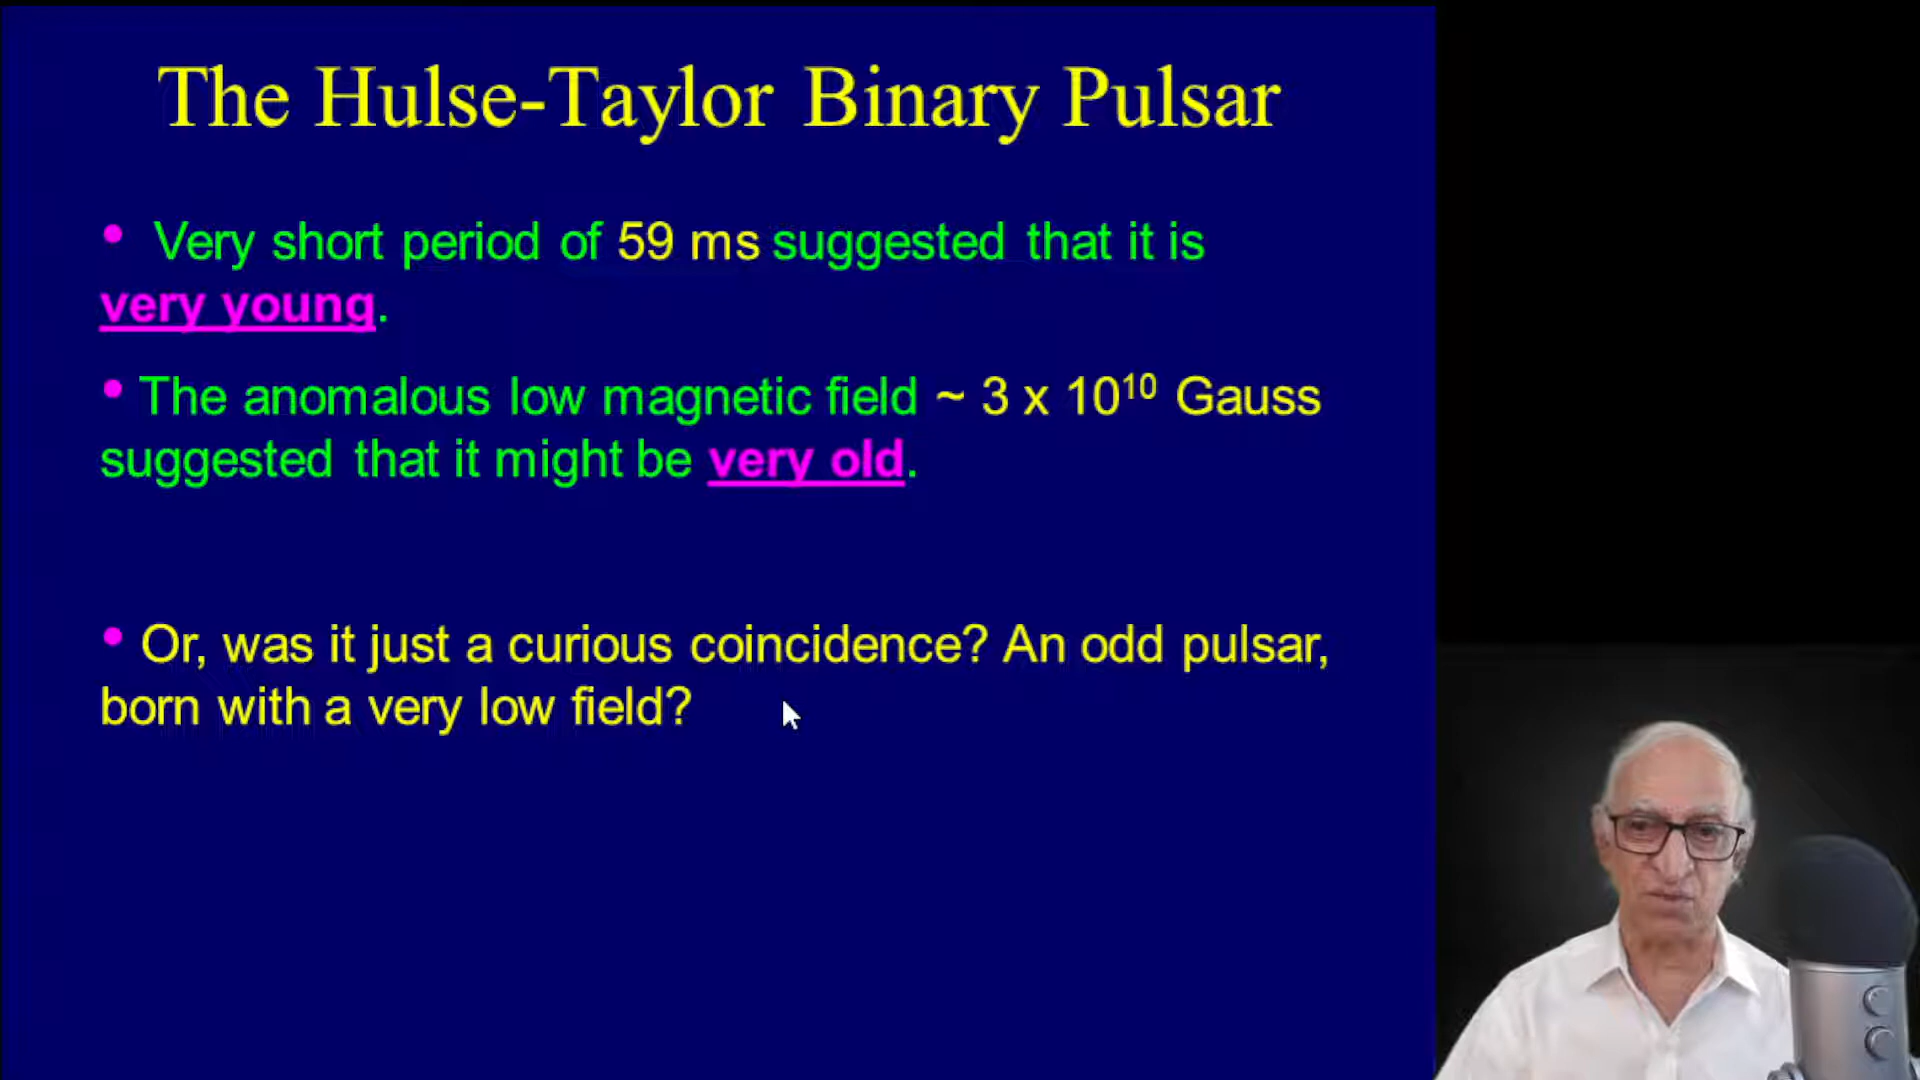 The Hulse-Taylor Binary Pulsar
• Very short period of 59 ms suggested that it is
very young.
• The anomalous low magnetic field ~ 3 x 10¹⁰ Gauss
suggested that it might be very old.
• Or, was it just a curious coincidence? An odd pulsar,
born with a very low field?